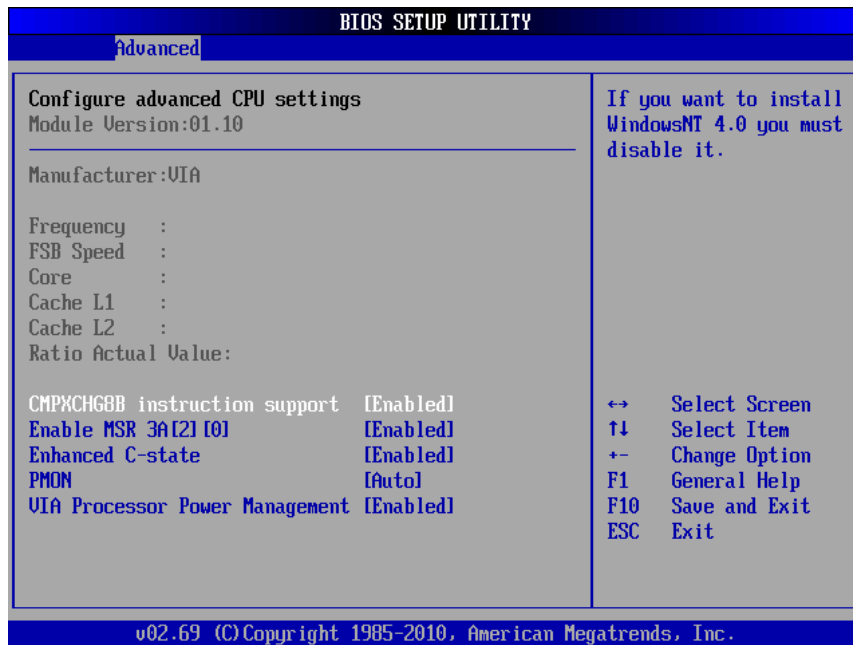 BIOS SETUP UTILITY
Advanced
Configure advanced CPU settings
Module Version:01.10
Manufacturer:VIA
Frequency :
FSB Speed :
Core :
Cache L1 :
Cache L2 :
Ratio Actual Value:
CMPXCHG8B instruction support [Enabled]
Enable MSR 3A[2][0] [Enabled]
Enhanced C-state [Enabled]
PMON [Auto]
VIA Processor Power Management [Enabled]
If you want to install
WindowsNT 4.0 you must
disable it.
↔ Select Screen
↑↓ Select Item
+- Change Option
F1 General Help
F10 Save and Exit
ESC Exit
v02.69 (C)Copyright 1985-2010, American Megatrends, Inc.